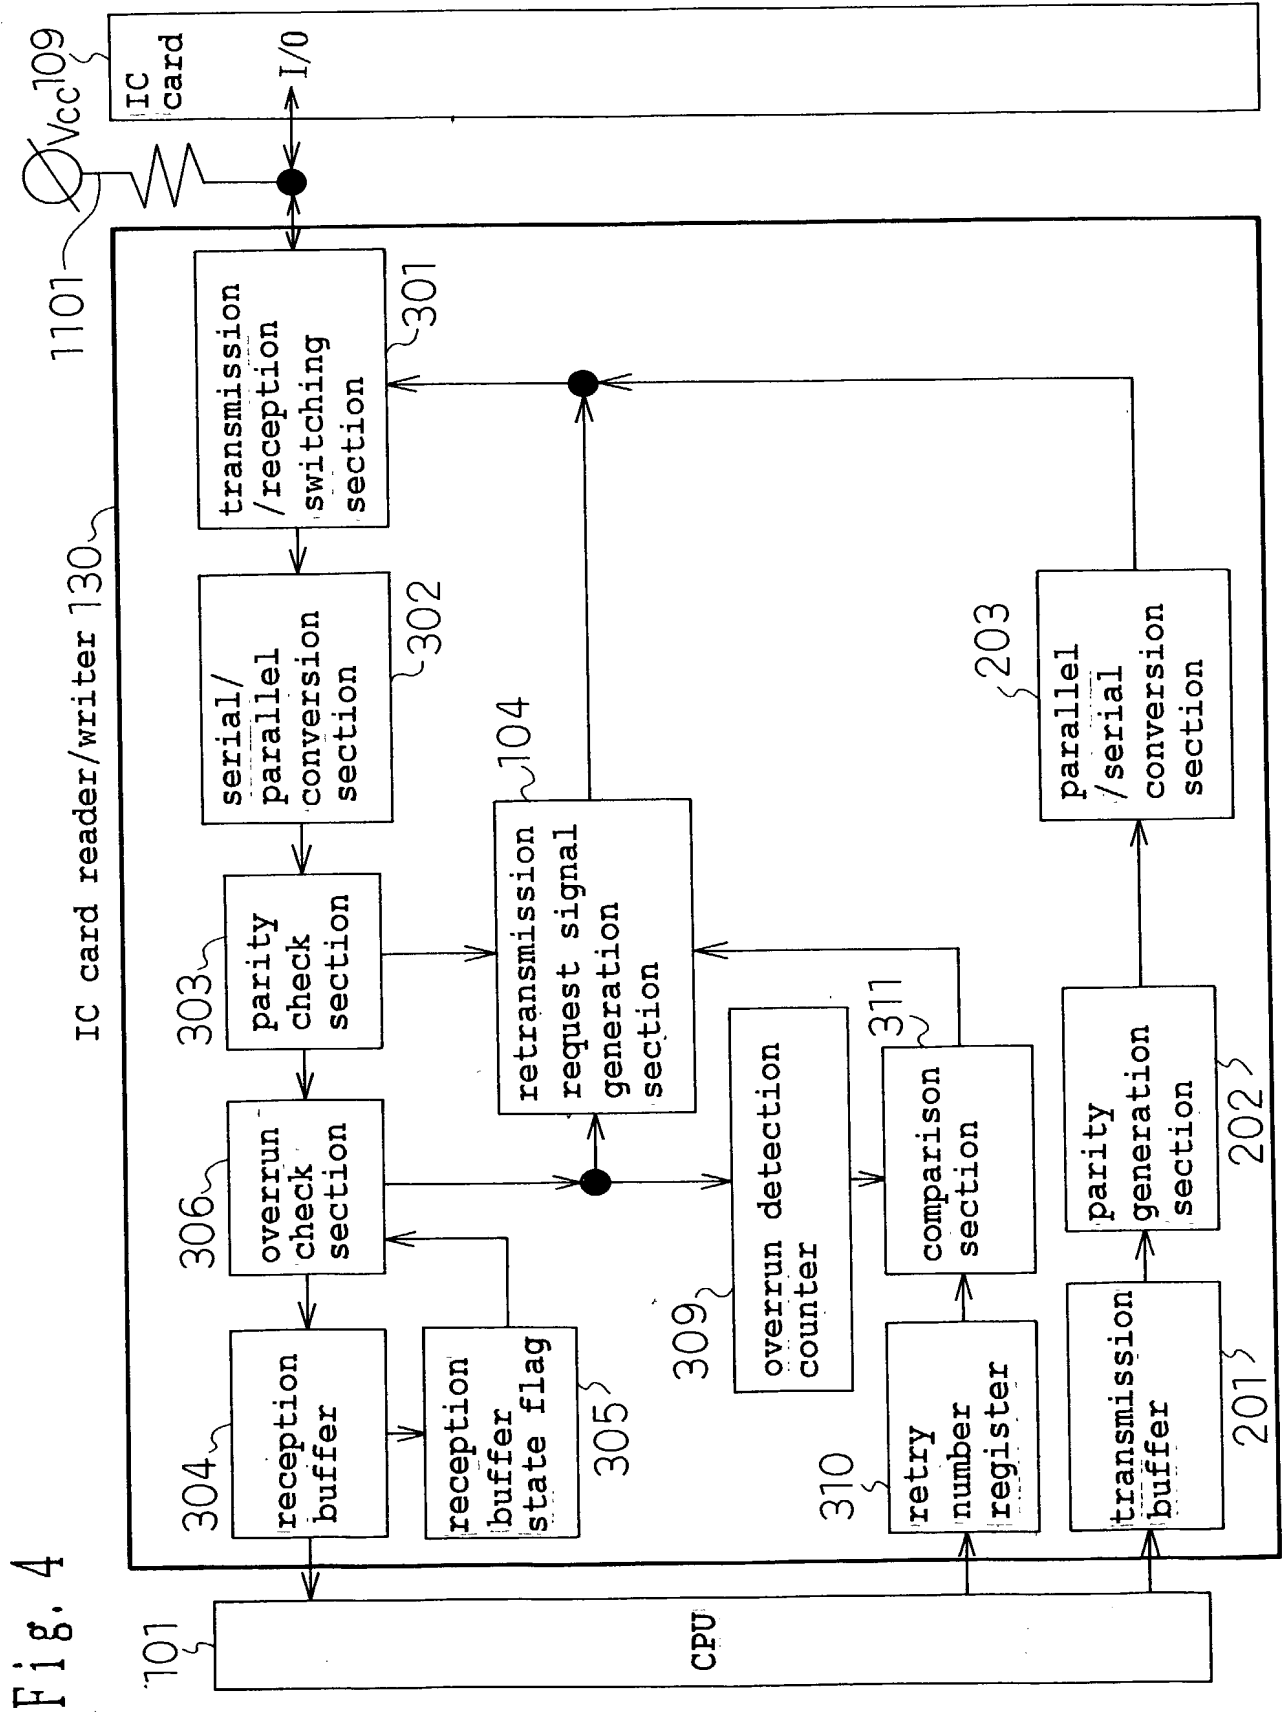 Fig. 4
101
CPU
IC card reader/writer 130
304
reception
buffer
reception
buffer
state flag
305
306
overrun
check
section
303
parity
check
section
serial/
parallel
conversion
section
302
transmission
/reception
switching
section
301
1101
Vcc
109
IC
card
I/O
retransmission
request signal
generation
section
104
309
overrun detection
counter
310
retry
number
register
311
comparison
section
transmission
buffer
201
parity
generation
section
202
203
parallel
/serial
conversion
section